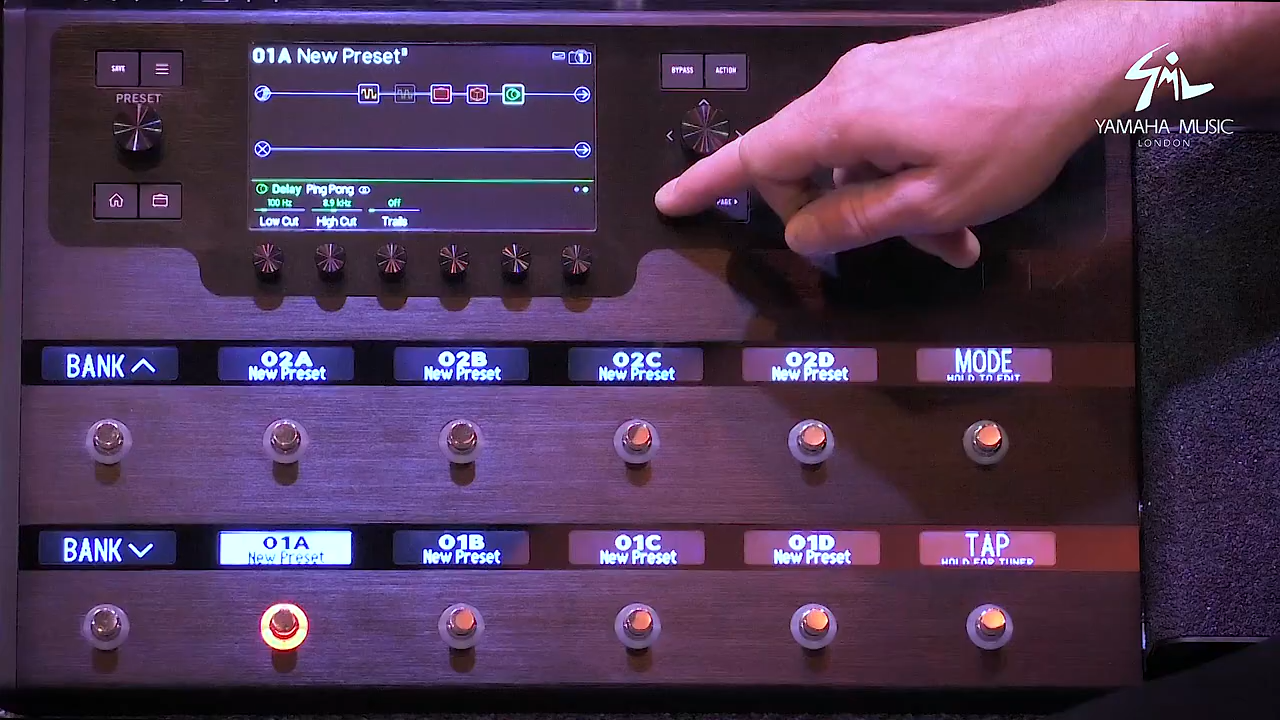 SAVE
PRESET
01A New Preset
1
Delay Ping Pong
100 Hz 8.9 kHz Off
Low Cut High Cut Trails
BYPASS ACTION
PAGE
YAMAHA MUSIC
LONDON
BANK 02A 02B 02C 02D MODE
New Preset New Preset New Preset New Preset HOLD TO EDIT
BANK 01A 01B 01C 01D TAP
New Preset New Preset New Preset New Preset HOLD FOR TUNER